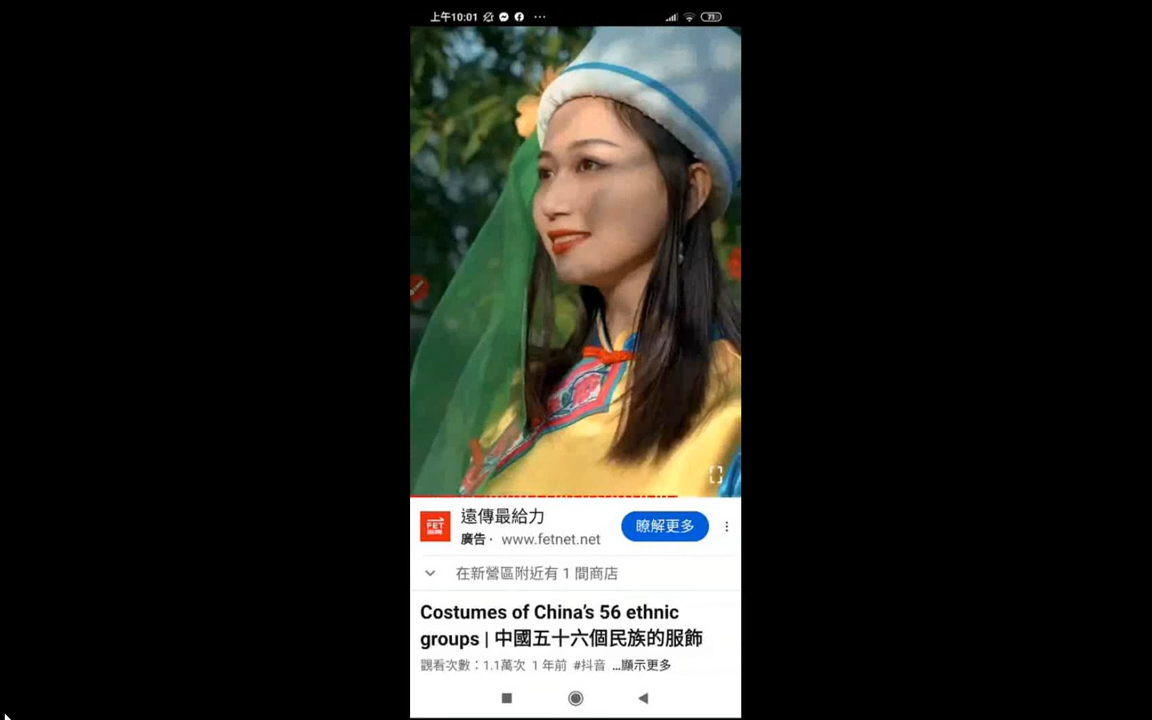 上午10:01
73
遠傳最給力
FET
廣告 · www.fetnet.net
瞭解更多
在新營區附近有 1 間商店
Costumes of China's 56 ethnic
groups | 中國五十六個民族的服飾
觀看次數：1.1萬次 1 年前 #抖音 ...顯示更多